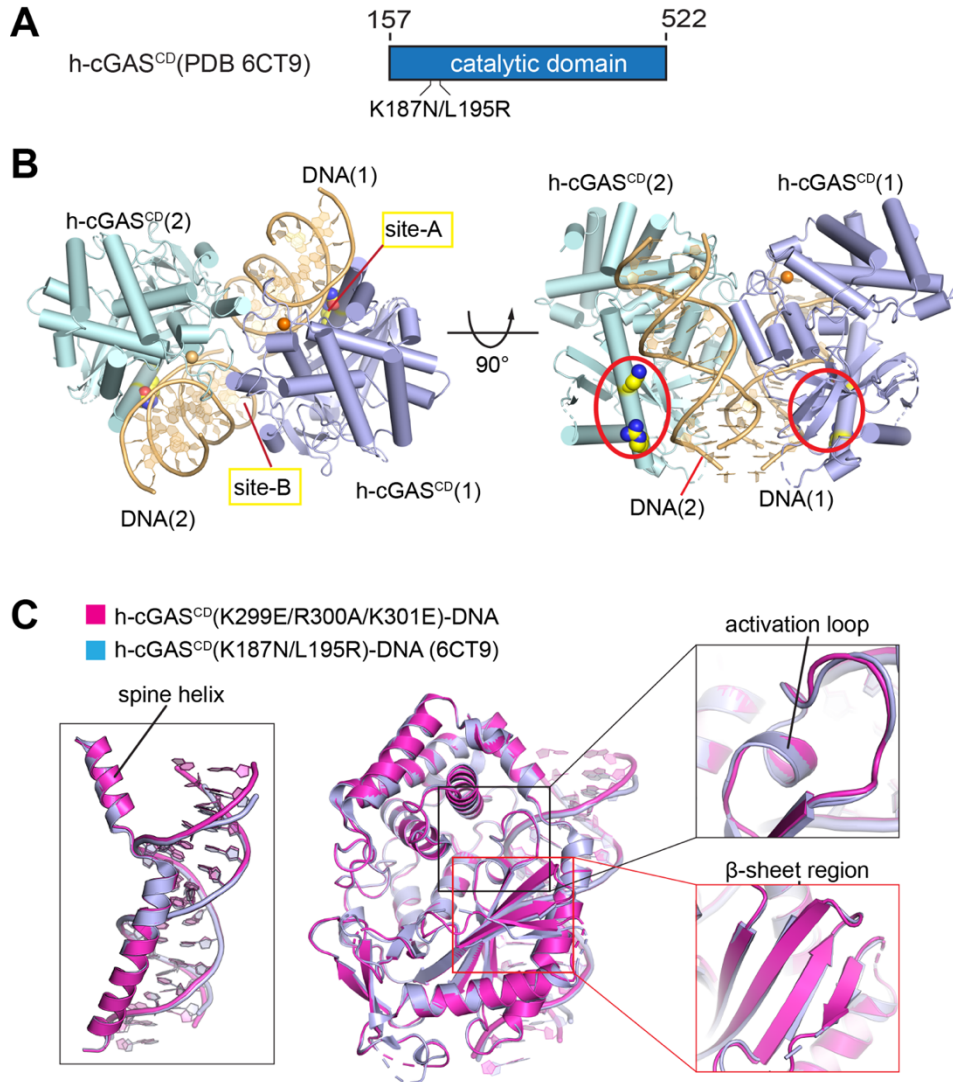 A
157 522
h-cGAS^CD(PDB 6CT9)
catalytic domain
K187N/L195R
B
DNA(1)
h-cGAS^CD(2)
site-A
site-B
h-cGAS^CD(1)
DNA(2)
90°
h-cGAS^CD(2)
h-cGAS^CD(1)
DNA(2)
DNA(1)
C
h-cGAS^CD(K299E/R300A/K301E)-DNA
h-cGAS^CD(K187N/L195R)-DNA (6CT9)
spine helix
activation loop
β-sheet region